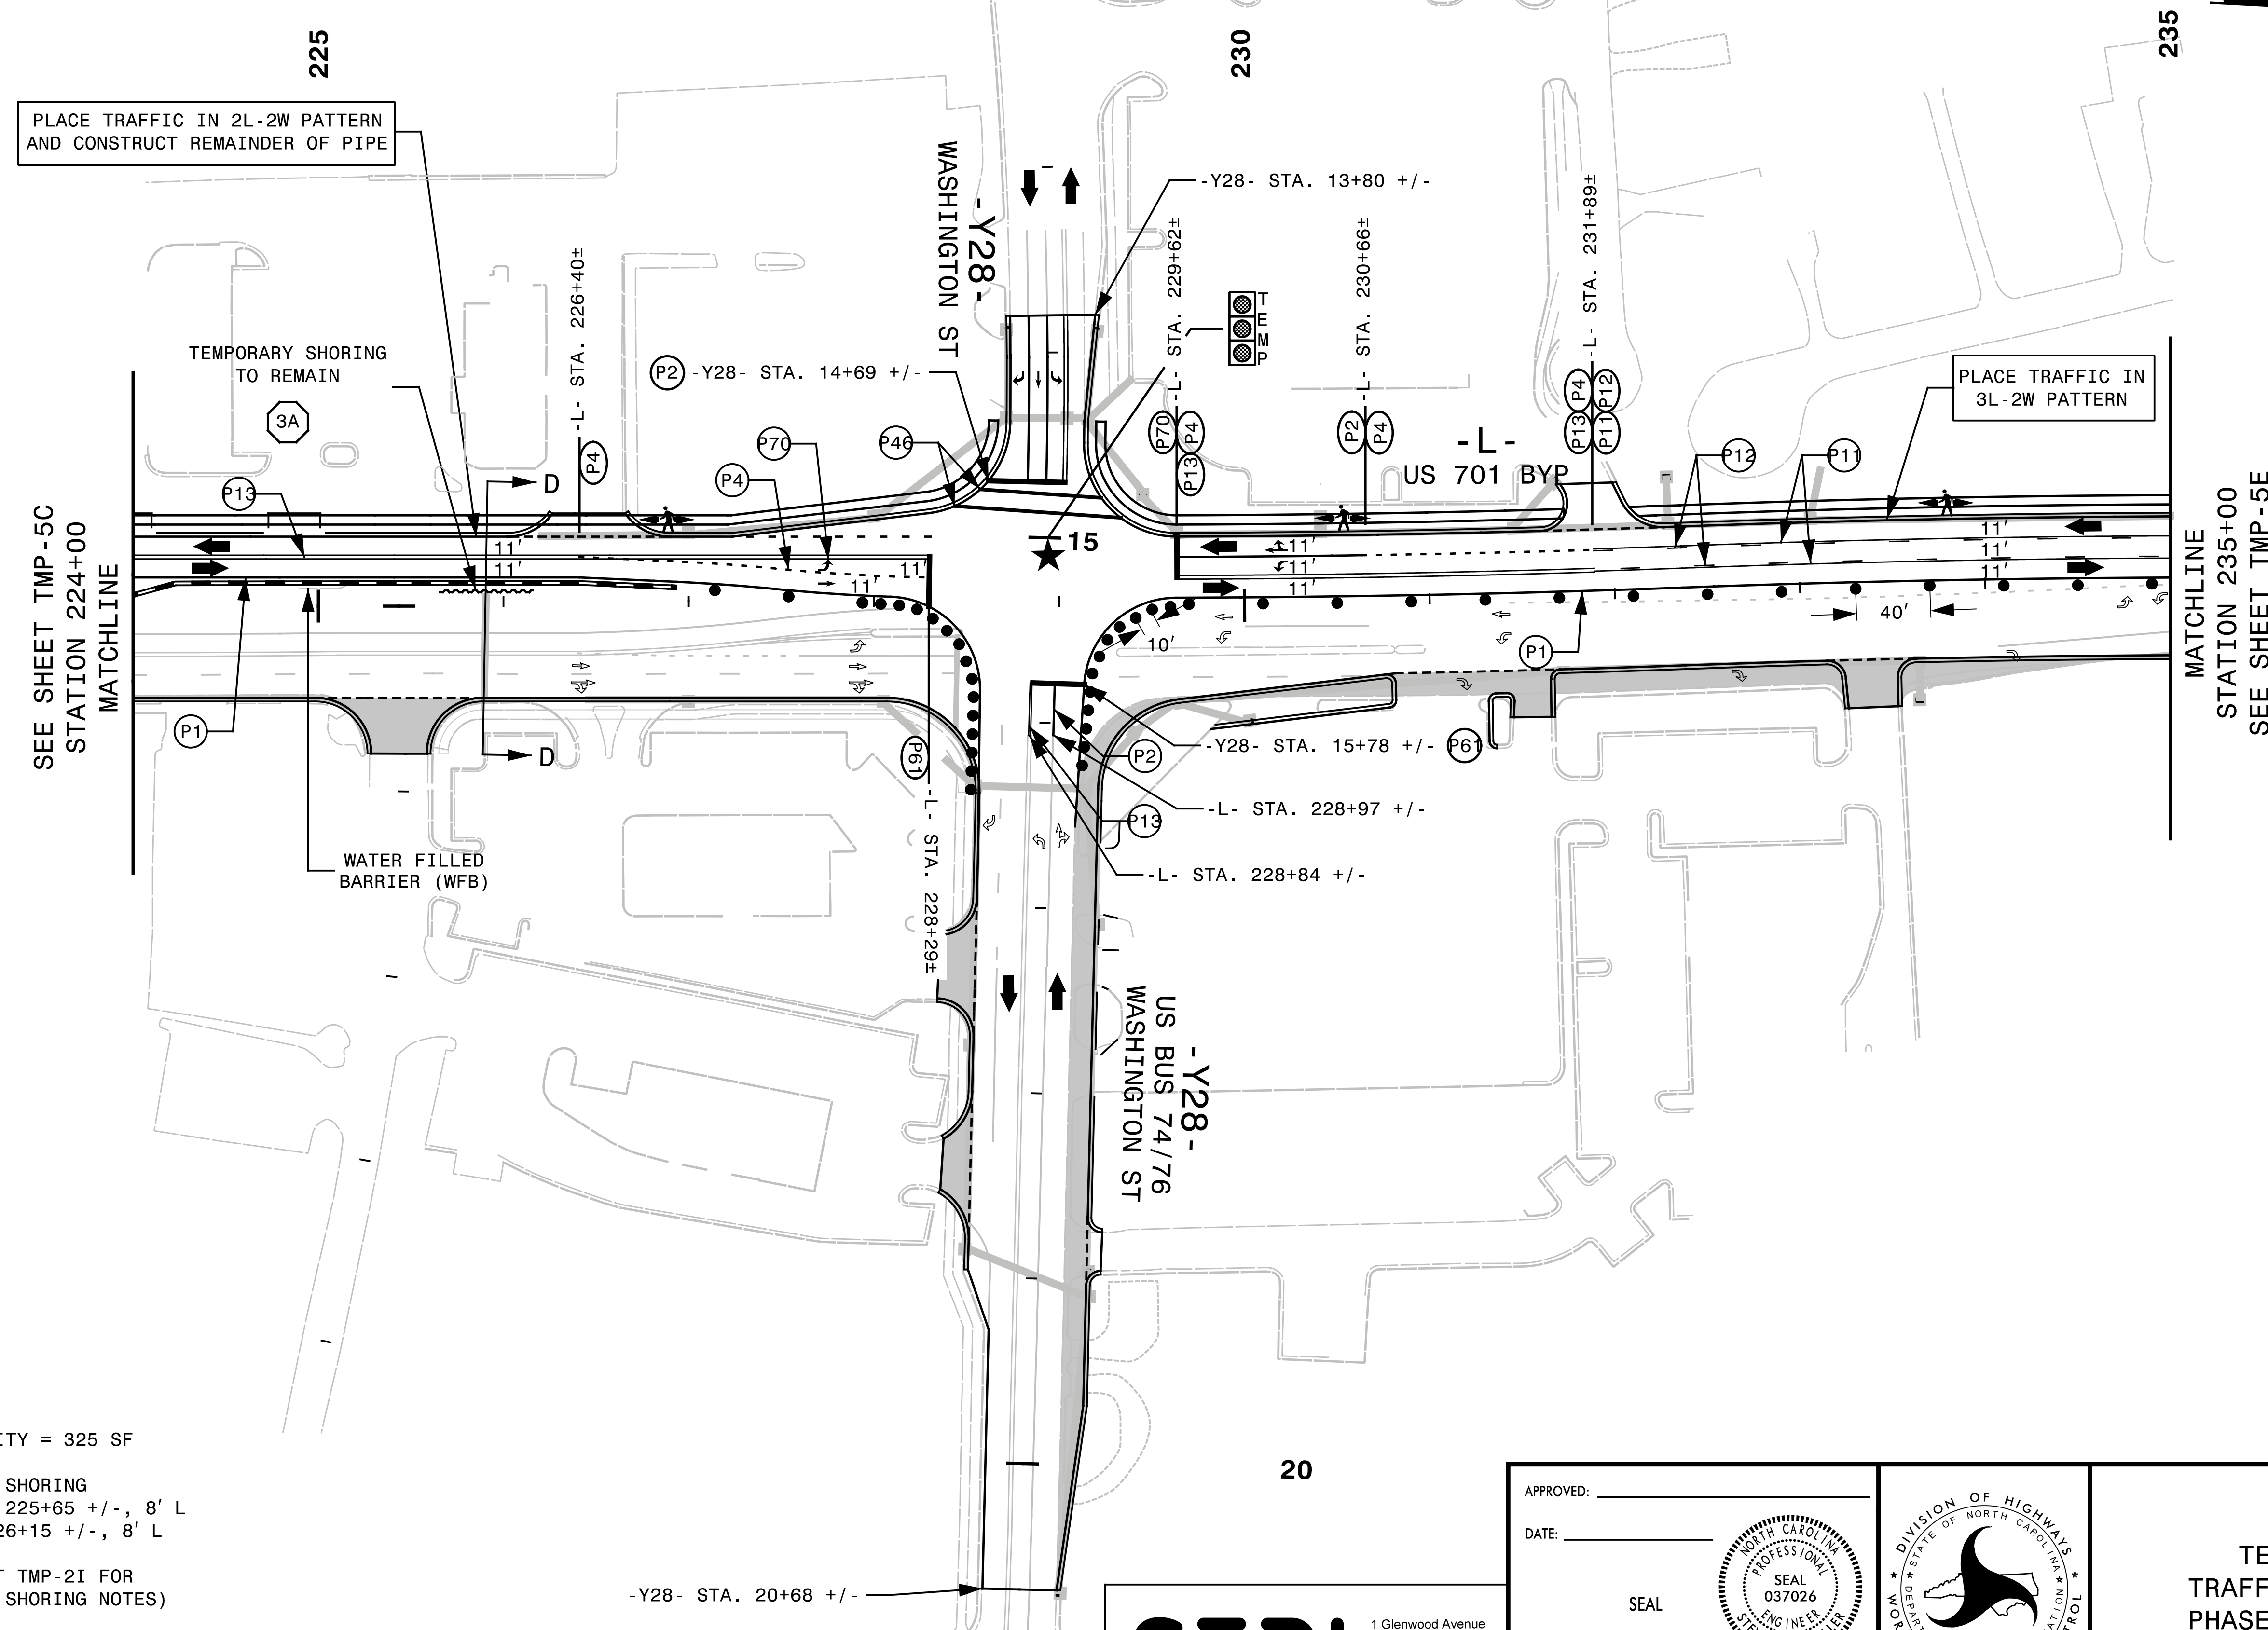 225
230
235
PLACE TRAFFIC IN 2L-2W PATTERN
AND CONSTRUCT REMAINDER OF PIPE
WASHINGTON ST
-Y28-
-Y28- STA. 13+80 +/-
-L- STA. 226+40±
P4
-L- STA. 229+62±
P70
P4
P13
T
E
M
P
-L- STA. 230+66±
P2
P4
-L- STA. 231+89±
P4
P12
P13
P11
TEMPORARY SHORING
TO REMAIN
3A
P2
-Y28- STA. 14+69 +/-
PLACE TRAFFIC IN
3L-2W PATTERN
P13
D
P4
P70
P46
-L-
US 701 BYP
P12
P11
SEE SHEET TMP-5C
STATION 224+00
MATCHLINE
11'
11'
11'
11'
15
11'
11'
11'
11'
11'
11'
MATCHLINE
STATION 235+00
SEE SHEET TMP-5E
10'
40'
P1
P1
D
P61
-L- STA. 228+29±
-Y28- STA. 15+78 +/-
P61
P2
-L- STA. 228+97 +/-
P13
-L- STA. 228+84 +/-
WATER FILLED
BARRIER (WFB)
-Y28-
US BUS 74/76
WASHINGTON ST
ITY = 325 SF
SHORING
225+65 +/-, 8' L
26+15 +/-, 8' L
T TMP-2I FOR
SHORING NOTES)
20
-Y28- STA. 20+68 +/-
1 Glenwood Avenue
APPROVED:
DATE:
SEAL
NORTH CAROLINA
PROFESSIONAL
SEAL
037026
ENGINEER
DIVISION OF HIGHWAYS
STATE OF NORTH CAROLINA
TE
TRAFF
PHASE